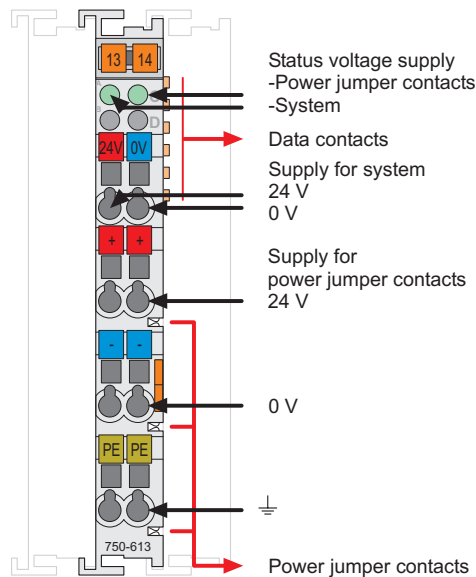 13 14
A C
Status voltage supply
-Power jumper contacts
-System
B D
Data contacts
24V 0V
Supply for system
24 V
0 V
+ +
Supply for
power jumper contacts
24 V
- -
0 V
PE PE
750-613
Power jumper contacts